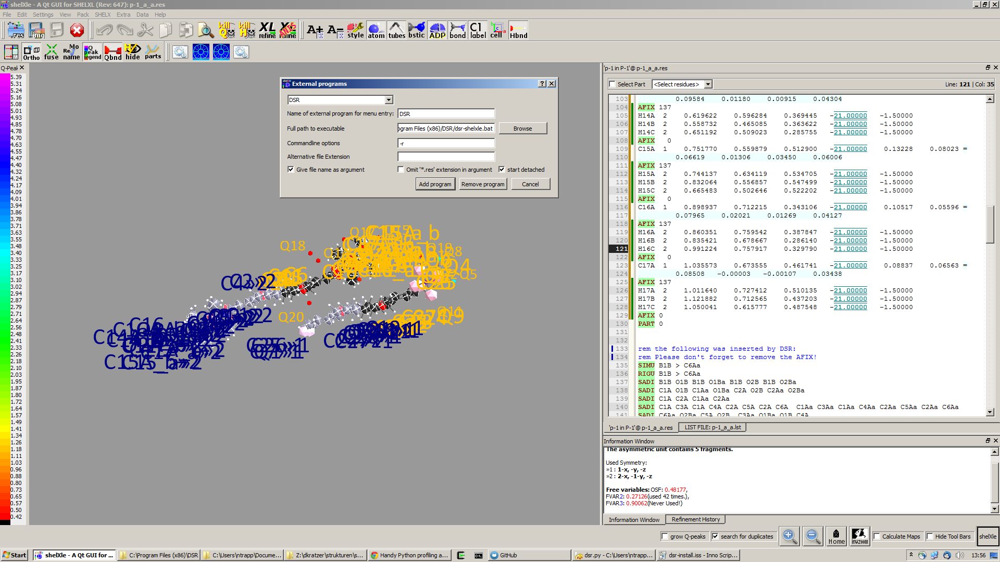 shelXle - A Qt GUI for SHELXL (Rev: 647): p-1_a_a.res
File Edit Settings View Pack SHELX Extra Data Help
.res img kill Q kill H XL refine refine A+ A- style atom tubes bstic ADP bond C1 label cell Hbnd
Ortho fuse ReMo name Q peak legend Qbnd hide parts
Q-Peak
5.39
5.31
5.24
5.16
5.08
5.01
4.93
4.85
4.78
4.70
4.63
4.55
4.47
4.40
4.32
4.24
4.17
4.09
4.01
3.94
3.86
3.78
3.71
3.63
3.55
3.48
3.40
3.33
3.25
3.17
3.10
3.02
2.94
2.87
2.79
2.71
2.64
2.56
2.48
2.41
2.33
2.26
2.18
2.10
2.03
1.95
1.87
1.80
1.72
1.64
1.57
1.49
1.41
1.34
1.26
1.18
1.11
1.03
0.96
0.88
0.80
0.73
0.65
0.57
0.50
0.42
External programs
DSR
Name of external program for menu entry: DSR
Full path to executable ogram Files (x86)/DSR/dsr-shelxle.bat Browse
Commandline options -r
Alternative file Extension
Give file name as argument Omit '*.res' extension in argument start detached
Add program Remove program Cancel
Q18
Q5
Q20
'p-1 in P-1'@ p-1_a_a.res
Select Part <Select residues> Line: 121 | Col: 35
103 0.09584 0.01180 0.00915 0.04304
104 AFIX 137
105 H14A 2 0.619622 0.596284 0.369445 -21.00000 -1.50000
106 H14B 2 0.558732 0.465085 0.363622 -21.00000 -1.50000
107 H14C 2 0.651192 0.509023 0.285755 -21.00000 -1.50000
108 AFIX 0
109 C15A 1 0.751770 0.559879 0.512900 -21.00000 0.13228 0.08023 =
110 0.06619 0.01306 0.03450 0.06006
111 AFIX 137
112 H15A 2 0.744137 0.634119 0.534705 -21.00000 -1.50000
113 H15B 2 0.832064 0.556857 0.547499 -21.00000 -1.50000
114 H15C 2 0.665483 0.502646 0.522202 -21.00000 -1.50000
115 AFIX 0
116 C16A 1 0.898937 0.712215 0.343106 -21.00000 0.10517 0.05596 =
117 0.07965 0.02021 0.01269 0.04127
118 AFIX 137
119 H16A 2 0.860351 0.759542 0.387847 -21.00000 -1.50000
120 H16B 2 0.835421 0.678667 0.286140 -21.00000 -1.50000
121 H16C 2 0.991224 0.757917 0.329790 -21.00000 -1.50000
122 AFIX 0
123 C17A 1 1.035573 0.673555 0.461741 -21.00000 0.08837 0.06563 =
124 0.08508 -0.00003 -0.00107 0.03438
125 AFIX 137
126 H17A 2 1.011640 0.727412 0.510135 -21.00000 -1.50000
127 H17B 2 1.121882 0.712565 0.437203 -21.00000 -1.50000
128 H17C 2 1.050041 0.615777 0.487548 -21.00000 -1.50000
129 AFIX 0
130 PART 0
131
132
133 rem the following was inserted by DSR:
134 rem Please don't forget to remove the AFIX!
135 SIMU B1B > C6Aa
136 RIGU B1B > C6Aa
137 SADI B1B O1B B1B O1Ba B1B O2B B1B O2Ba
138 SADI C1A O1B C1Aa O1Ba C2A O2B C2Aa O2Ba
139 SADI C1A C2A C1Aa C2Aa
140 SADI C1A C3A C1A C4A C2A C5A C2A C6A C1Aa C3Aa C1Aa C4Aa C2Aa C5Aa C2Aa C6Aa
141 SADI C6Aa O2Ba C5A O2B C3Aa O1Ba O1B C4A
'p-1 in P-1'@ p-1_a_a.res LIST FILE: p-1_a_a.lst
Information Window
The asymmetric unit contains 5 fragments.
Used Symmetry:
»1 : 1-x, -y, -z
»2 : 2-x, -1-y, -z
Free variables: OSF: 0.48177,
FVAR2: 0.27126(used 42 times.),
FVAR3: 0.90062(Never Used!)
Information Window Refinement History
grow Q-peaks search for duplicates Home invzoom Calculate Maps Hide Tool Bars shelXle
Start shelXle - A Qt GUI for ... C:\Program Files (x86)\DSR C:\Users\ntrapp\Docume... Z:\dkratzer\strukturen\s... Handy Python profiling a... GitHub dsr.py - C:\Users\ntrapp... dsr-install.iss - Inno Scrip... 13:56